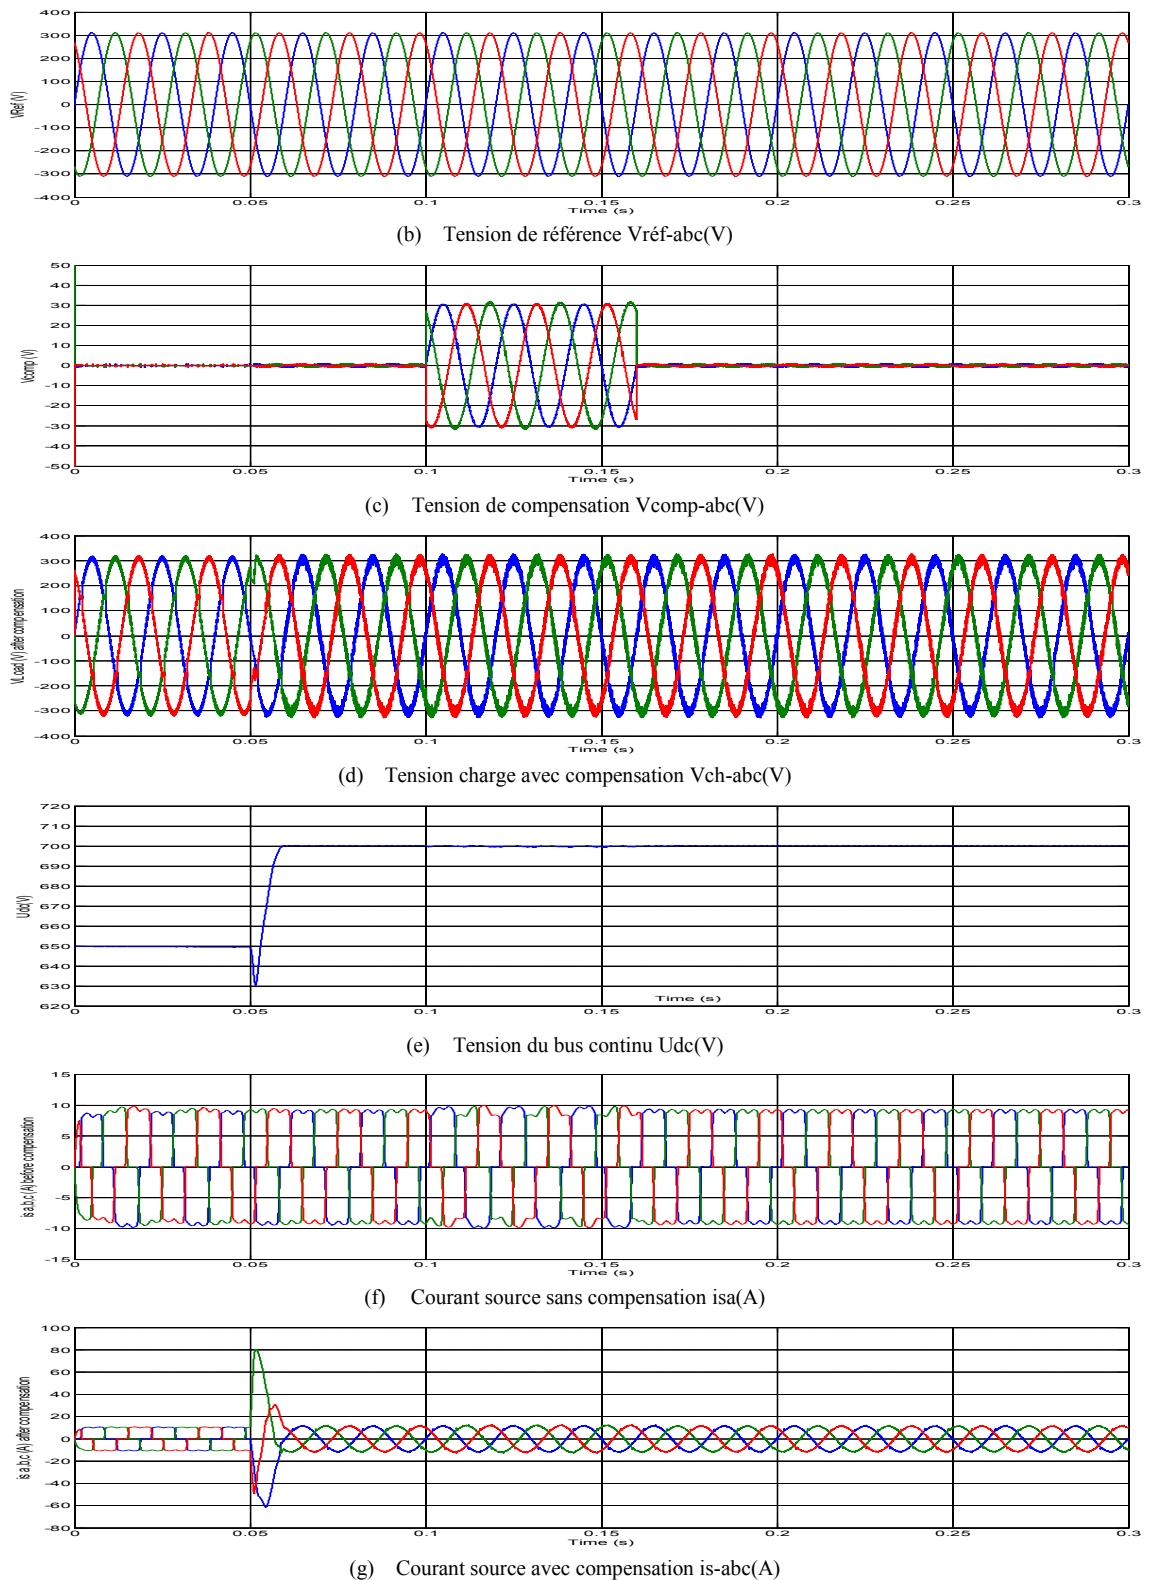 400
300
200
100
0
-100
-200
-300
-400
VRef (V)
0 0.05 0.1 0.15 0.2 0.25 0.3
Time (s)
(b) Tension de référence Vréf-abc(V)
50
40
30
20
10
0
-10
-20
-30
-40
-50
Vcomp (V)
0 0.05 0.1 0.15 0.2 0.25 0.3
Time (s)
(c) Tension de compensation Vcomp-abc(V)
400
300
200
100
0
-100
-200
-300
-400
VLoad (V) after compensation
0 0.05 0.1 0.15 0.2 0.25 0.3
Time (s)
(d) Tension charge avec compensation Vch-abc(V)
720
710
700
690
680
670
660
650
640
630
620
Udc(V)
Time (s)
0 0.05 0.1 0.15 0.2 0.25 0.3
(e) Tension du bus continu Udc(V)
15
10
5
0
-5
-10
-15
is a,b,c (A) before compensation
0 0.05 0.1 0.15 0.2 0.25 0.3
Time (s)
(f) Courant source sans compensation isa(A)
100
80
60
40
20
0
-20
-40
-60
-80
is a,b,c (A) after compensation
0 0.05 0.1 0.15 0.2 0.25 0.3
Time (s)
(g) Courant source avec compensation is-abc(A)